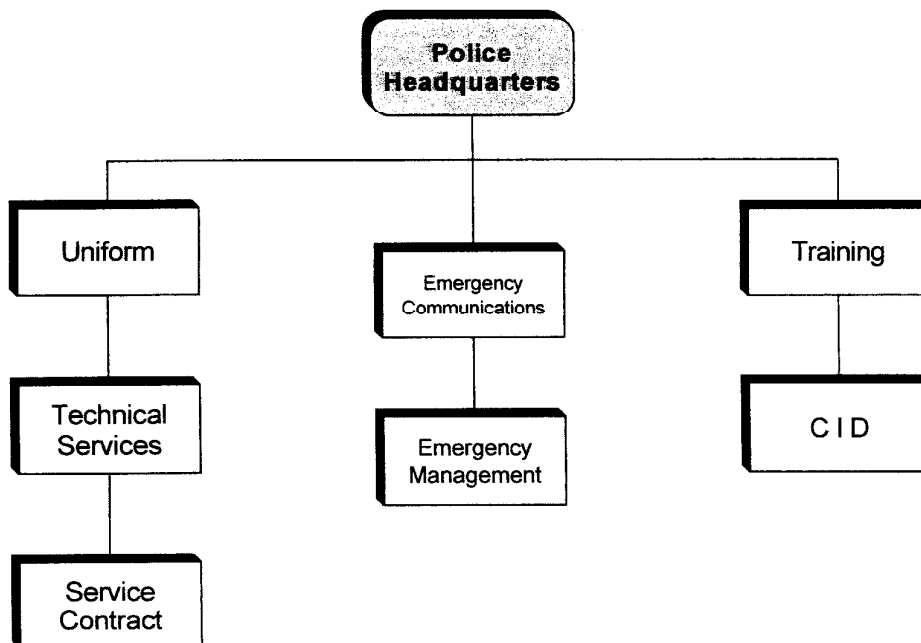 Police
Headquarters
Uniform
Emergency
Communications
Training
Technical
Services
Emergency
Management
C I D
Service
Contract